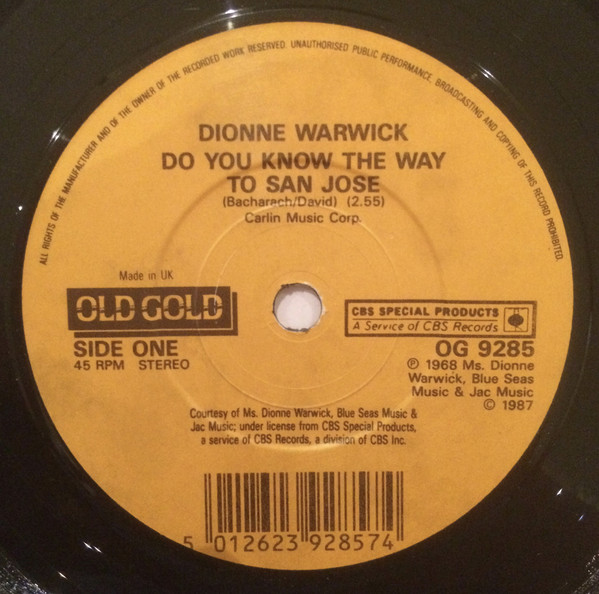 ALL RIGHTS OF THE MANUFACTURER AND OF THE OWNER OF THE RECORDED WORK RESERVED. UNAUTHORISED PUBLIC PERFORMANCE, BROADCASTING AND COPYING OF THIS RECORD PROHIBITED.
DIONNE WARWICK
DO YOU KNOW THE WAY
TO SAN JOSE
(Bacharach/David) (2.55)
Carlin Music Corp.
Made in UK
OLD GOLD
SIDE ONE
45 RPM STEREO
CBS SPECIAL PRODUCTS
A Service of CBS Records
OG 9285
℗ 1968 Ms. Dionne
Warwick, Blue Seas
Music & Jac Music
© 1987
Courtesy of Ms. Dionne Warwick, Blue Seas Music &
Jac Music; under license from CBS Special Products,
a service of CBS Records, a division of CBS Inc.
5 012623 928574